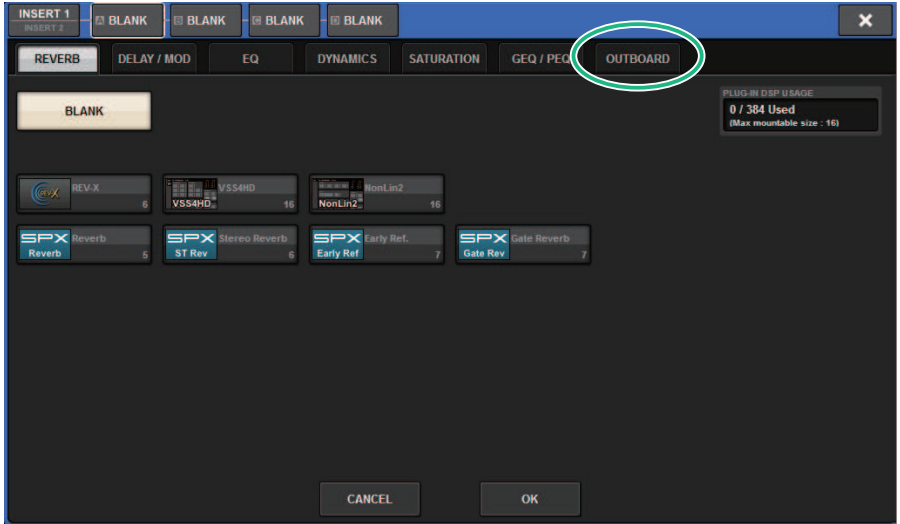 INSERT 1
INSERT 2
A BLANK
B BLANK
C BLANK
D BLANK
REVERB
DELAY / MOD
EQ
DYNAMICS
SATURATION
GEQ / PEQ
OUTBOARD
BLANK
PLUG-IN DSP USAGE
0 / 384 Used
(Max mountable size : 16)
REV-X
6
VSS4HD
VSS4HD
16
NonLin2
NonLin2
16
SPX Reverb
Reverb 5
SPX Stereo Reverb
ST Rev 6
SPX Early Ref.
Early Ref 7
SPX Gate Reverb
Gate Rev 7
CANCEL
OK